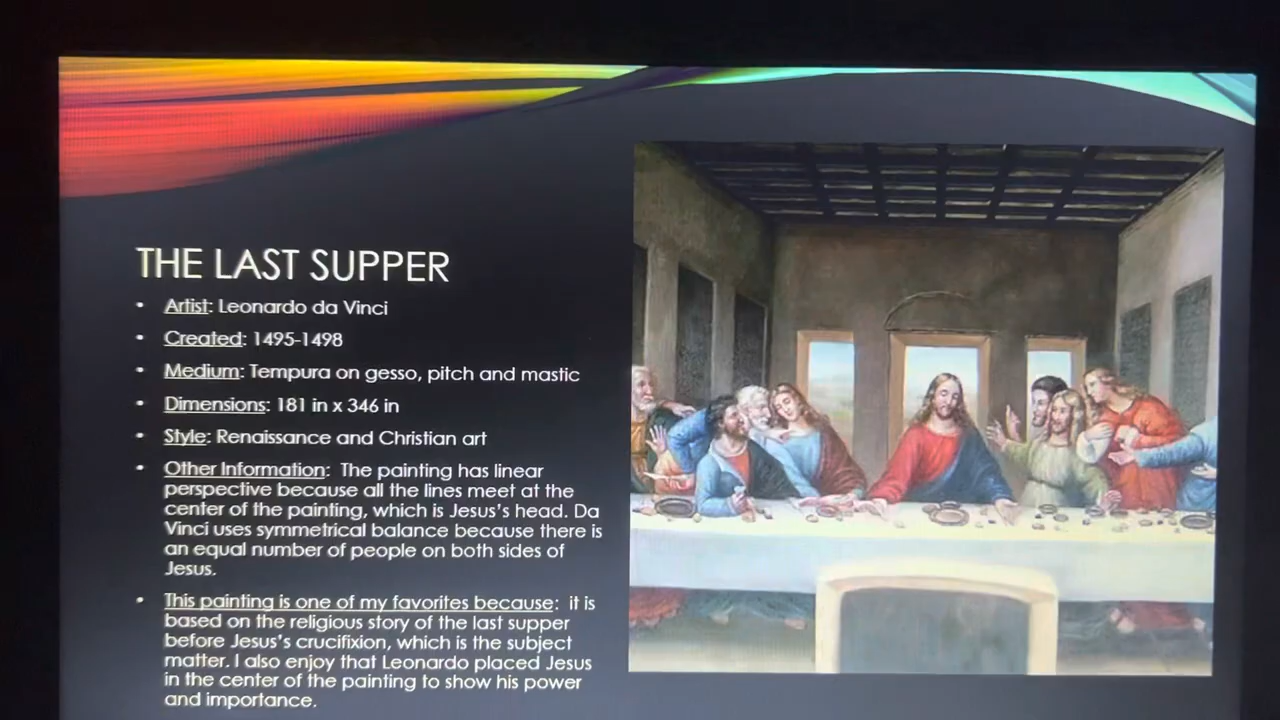 THE LAST SUPPER
• Artist: Leonardo da Vinci
• Created: 1495-1498
• Medium: Tempura on gesso, pitch and mastic
• Dimensions: 181 in x 346 in
• Style: Renaissance and Christian art
• Other Information:  The painting has linear
perspective because all the lines meet at the
center of the painting, which is Jesus's head. Da
Vinci uses symmetrical balance because there is
an equal number of people on both sides of
Jesus.
• This painting is one of my favorites because:  it is
based on the religious story of the last supper
before Jesus's crucifixion, which is the subject
matter. I also enjoy that Leonardo placed Jesus
in the center of the painting to show his power
and importance.